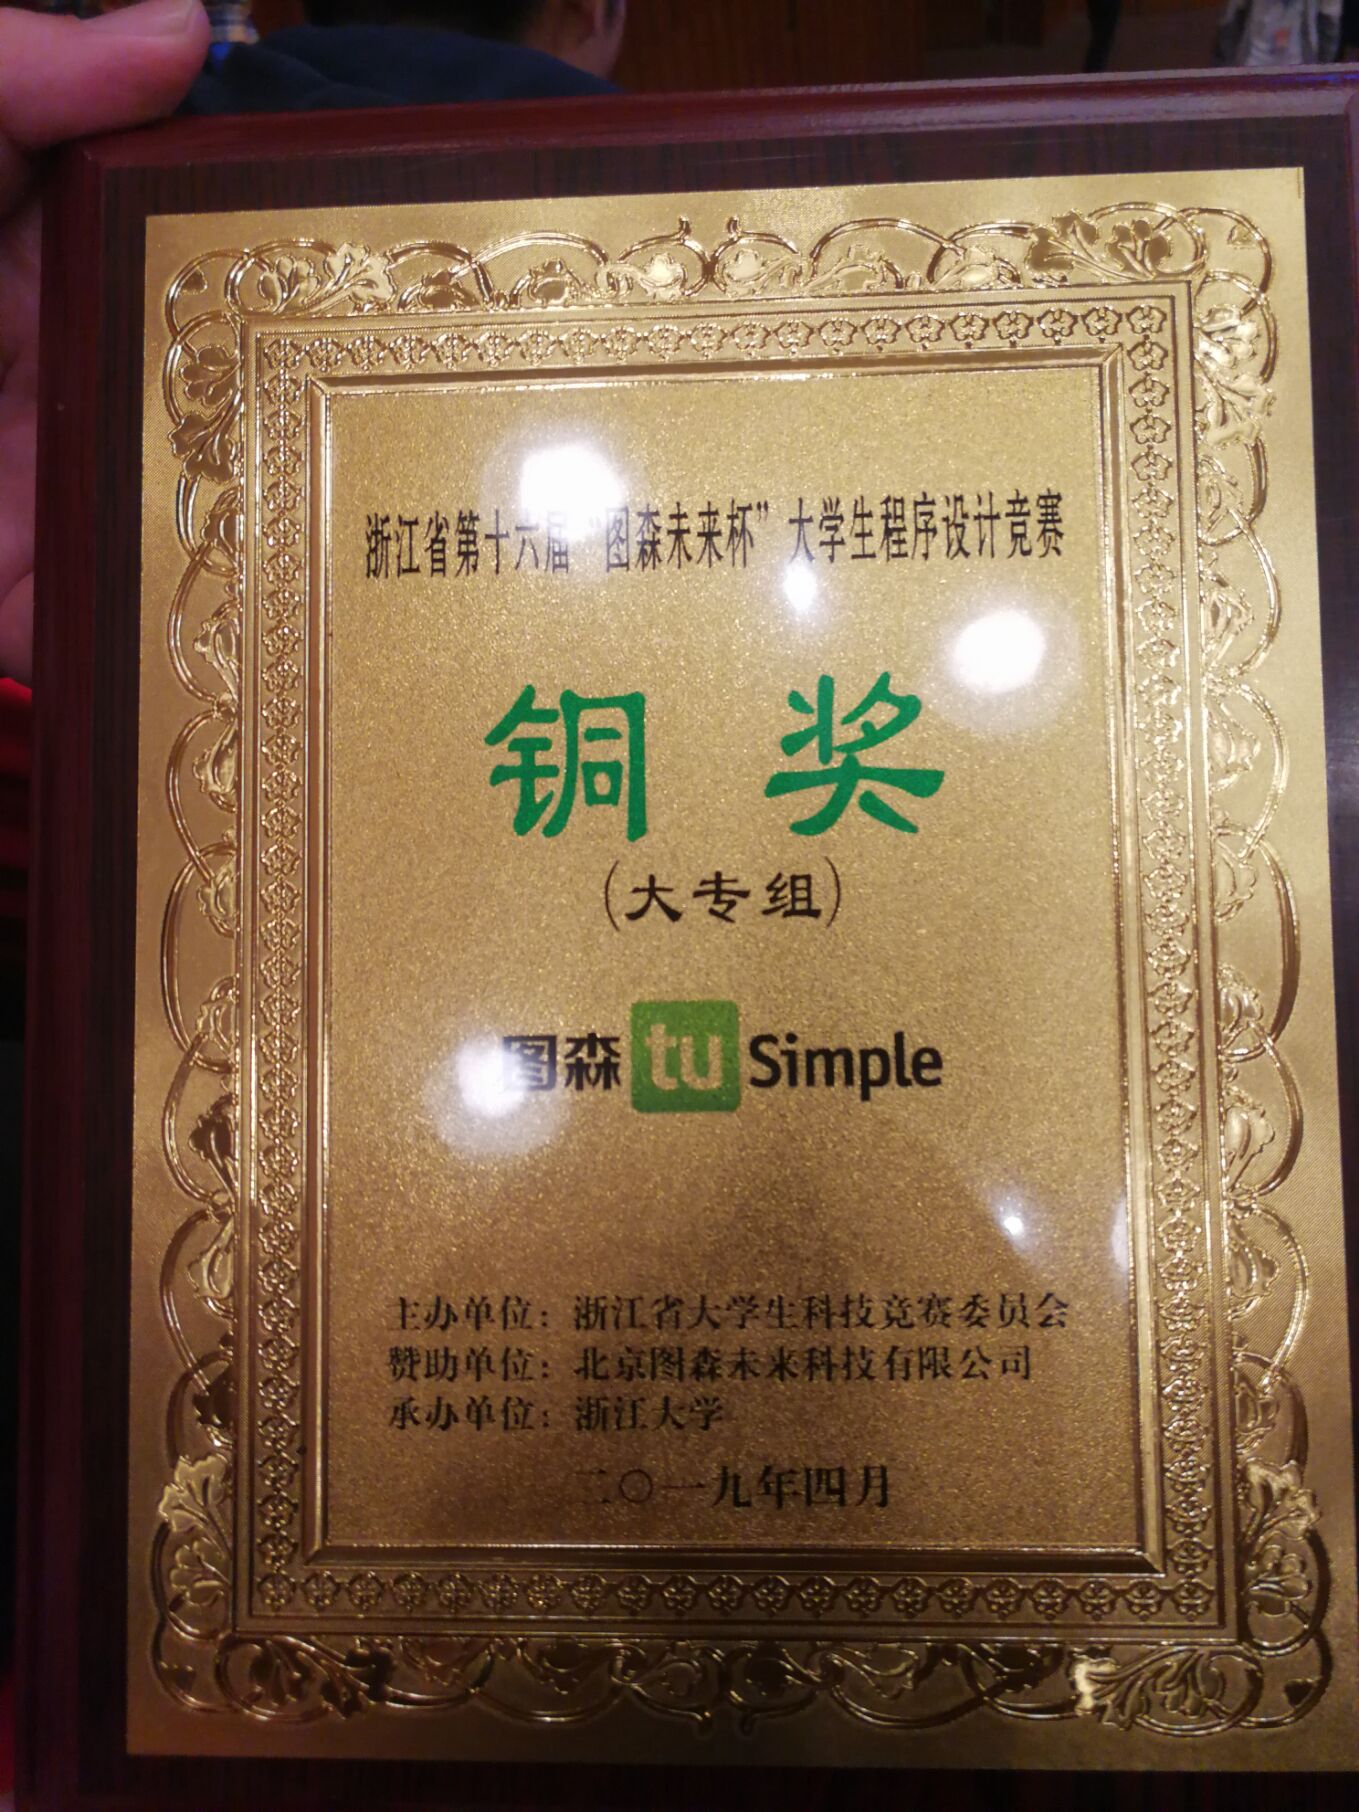 浙江省第十六届“图森未来杯”大学生程序设计竞赛
铜奖
(大专组)
图森 tu Simple
主办单位：浙江省大学生科技竞赛委员会
赞助单位：北京图森未来科技有限公司
承办单位：浙江大学
二〇一九年四月